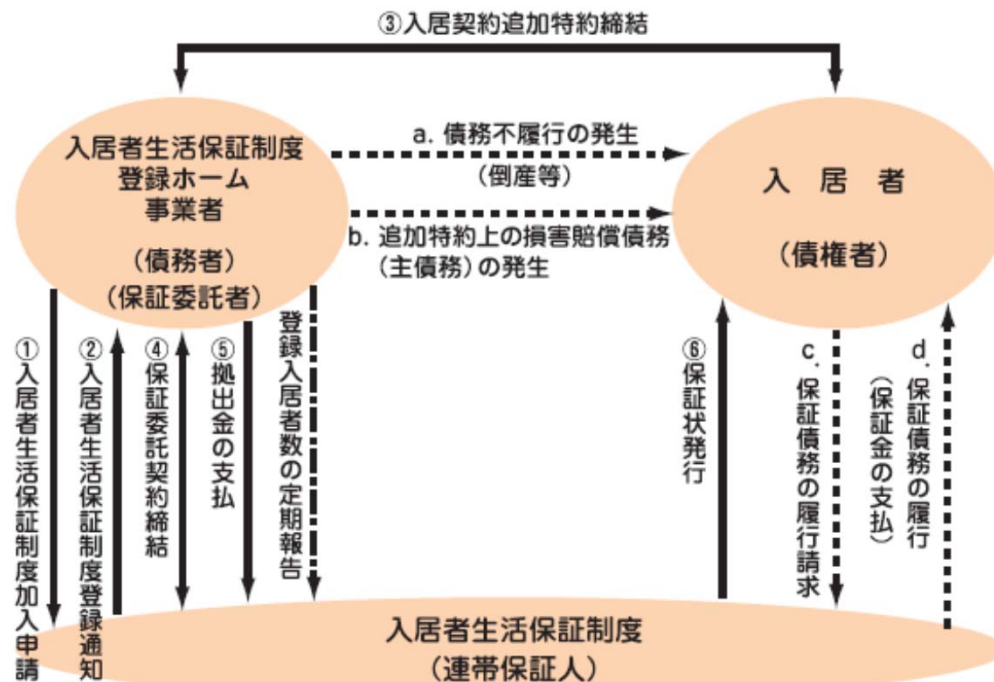 ③入居契約追加特約締結
入居者生活保証制度
登録ホーム
事業者
(債務者)
(保証委託者)
a. 債務不履行の発生
(倒産等)
b. 追加特約上の損害賠償債務
(主債務)の発生
入 居 者
(債権者)
①入居者生活保証制度加入申請
②入居者生活保証制度登録通知
④保証委託契約締結
⑤拠出金の支払
登録入居者数の定期報告
⑥保証状発行
c. 保証債務の履行請求
d. 保証債務の履行
(保証金の支払)
入居者生活保証制度
(連帯保証人)